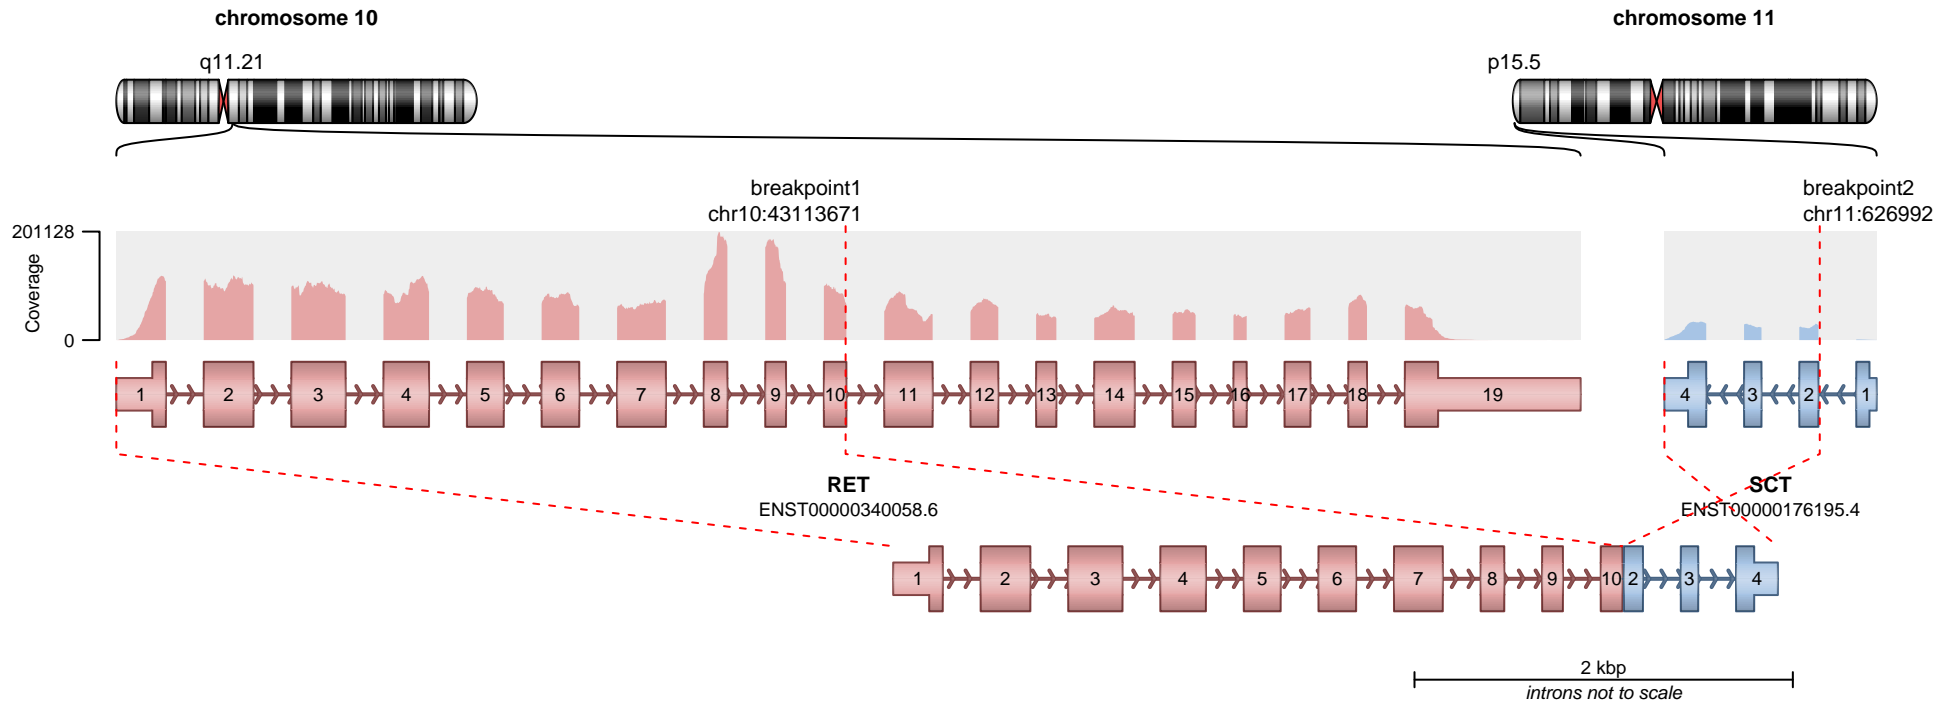 chromosome 10
chromosome 11
q11.21
p15.5
breakpoint1
chr10:43113671
breakpoint2
chr11:626992
201128
Coverage
0
1 2 3 4 5 6 7 8 9 10 11 12 13 14 15 16 17 18 19
4 3 2 1
RET
ENST00000340058.6
SCT
ENST00000176195.4
1 2 3 4 5 6 7 8 9 10 2 3 4
2 kbp
introns not to scale